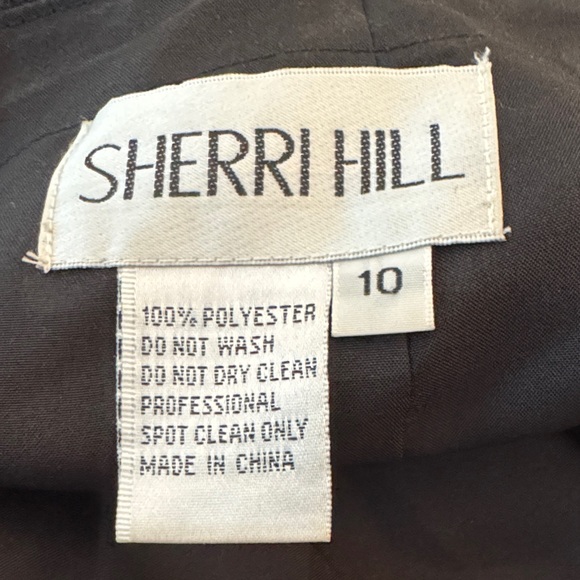 SHERRI HILL
10
100% POLYESTER
DO NOT WASH
DO NOT DRY CLEAN
PROFESSIONAL
SPOT CLEAN ONLY
MADE IN CHINA